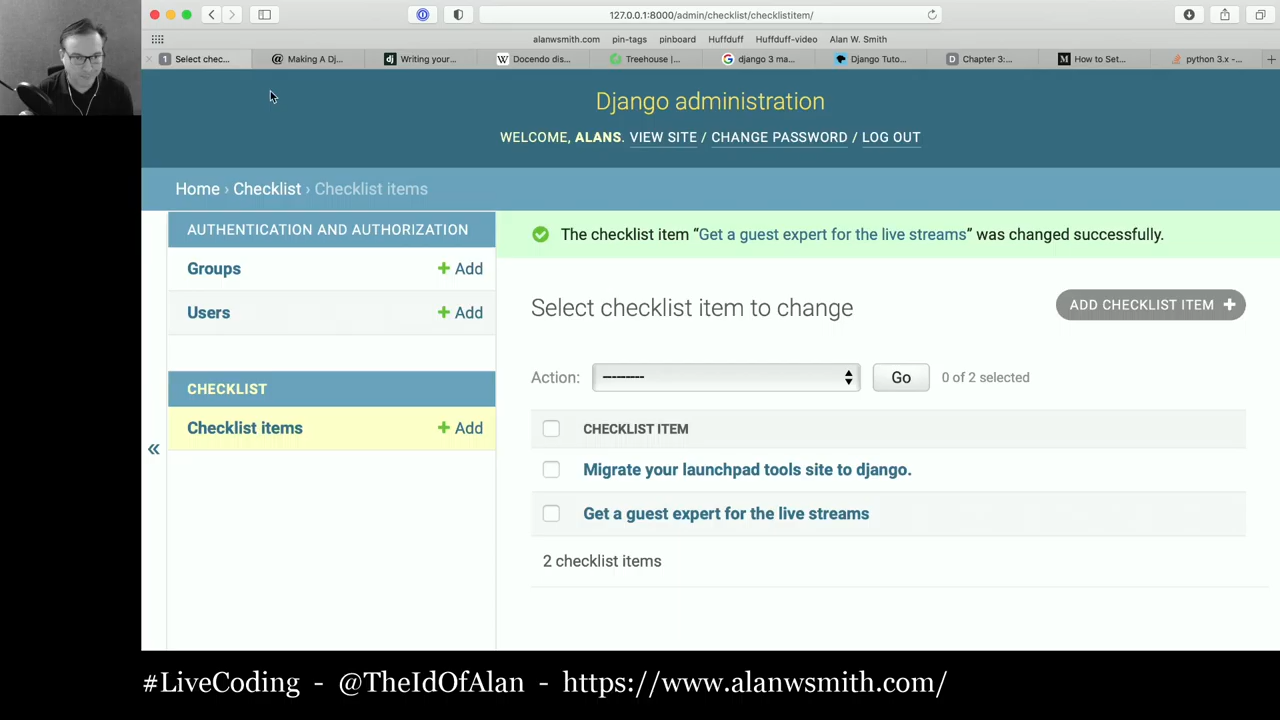 127.0.0.1:8000/admin/checklist/checklistitem/
alanwsmith.com pin-tags pinboard Huffduff Huffduff-video Alan W. Smith
1 Select chec... @ Making A Dj... dj Writing your... W Docendo dis... Treehouse |... G django 3 ma... Django Tuto... D Chapter 3:... M How to Set... python 3.x -...
Django administration
WELCOME, ALANS. VIEW SITE / CHANGE PASSWORD / LOG OUT
Home › Checklist › Checklist items
AUTHENTICATION AND AUTHORIZATION
Groups + Add
Users + Add
CHECKLIST
Checklist items + Add
«
The checklist item “Get a guest expert for the live streams” was changed successfully.
Select checklist item to change
ADD CHECKLIST ITEM +
Action: --------- Go 0 of 2 selected
CHECKLIST ITEM
Migrate your launchpad tools site to django.
Get a guest expert for the live streams
2 checklist items
#LiveCoding - @TheIdOfAlan - https://www.alanwsmith.com/